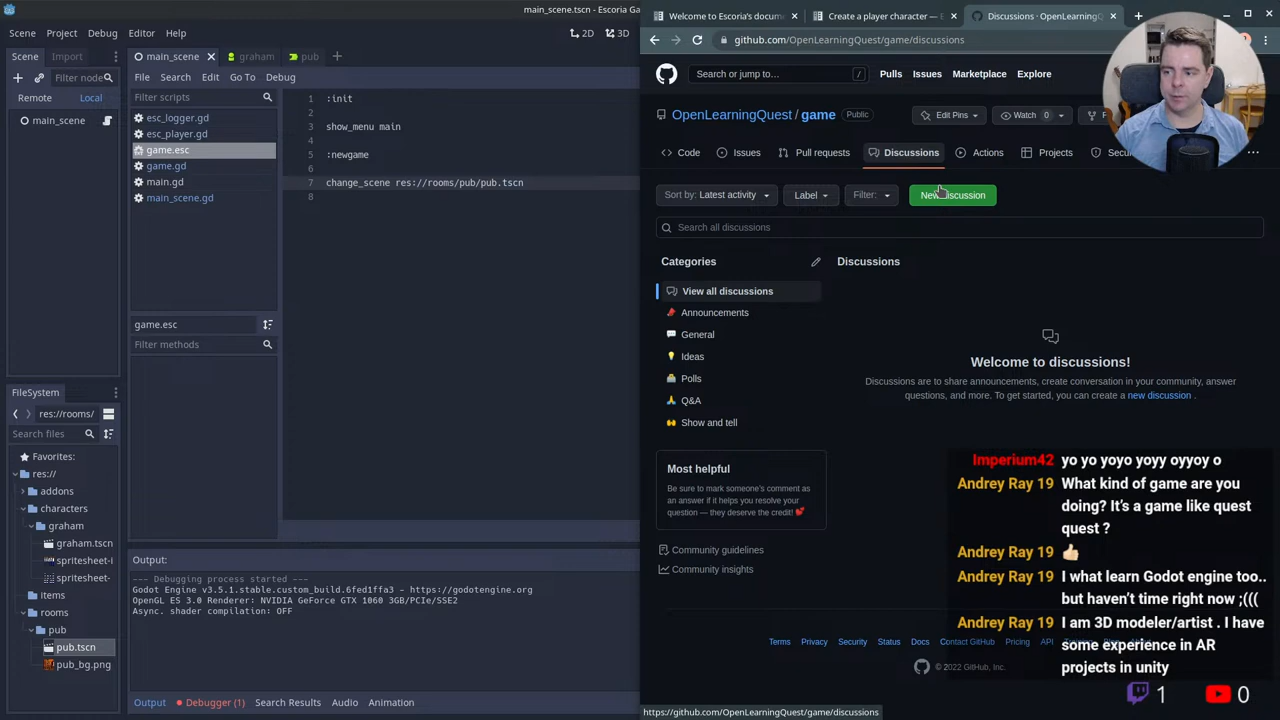 main_scene.tscn - Escoria Game
Scene Project Debug Editor Help
2D 3D
Scene Import
Filter node
Remote Local
main_scene
main_scene graham pub
File Search Edit Go To Debug
Filter scripts
esc_logger.gd
esc_player.gd
game.esc
game.gd
main.gd
main_scene.gd
game.esc
Filter methods
1 :init
2
3 show_menu main
4
5 :newgame
6
7 change_scene res://rooms/pub/pub.tscn
8
FileSystem
res://rooms/
Search files
Favorites:
res://
addons
characters
graham
graham.tscn
spritesheet-i
spritesheet-
items
rooms
pub
pub.tscn
pub_bg.png
Output:
--- Debugging process started ---
Godot Engine v3.5.1.stable.custom_build.6fed1ffa3 - https://godotengine.org
OpenGL ES 3.0 Renderer: NVIDIA GeForce GTX 1060 3GB/PCIe/SSE2
Async. shader compilation: OFF
Output Debugger (1) Search Results Audio Animation
Welcome to Escoria's docume
Create a player character —
Discussions · OpenLearningQ
github.com/OpenLearningQuest/game/discussions
Search or jump to... /
Pulls Issues Marketplace Explore
OpenLearningQuest / game Public
Edit Pins Watch 0 F
Code Issues Pull requests Discussions Actions Projects Secu
Sort by: Latest activity Label Filter: New discussion
Search all discussions
Categories
View all discussions
Announcements
General
Ideas
Polls
Q&A
Show and tell
Most helpful
Be sure to mark someone's comment as
an answer if it helps you resolve your
question — they deserve the credit!
Community guidelines
Community insights
Discussions
Welcome to discussions!
Discussions are to share announcements, create conversation in your community, answer
questions, and more. To get started, you can create a new discussion .
Imperium42 yo yo yoyo yoyy oyyoy o
Andrey Ray 19 What kind of game are you
doing? It's a game like quest
quest ?
Andrey Ray 19 👍🏻
Andrey Ray 19 I what learn Godot engine too..
but haven't time right now ;(((
Andrey Ray 19 I am 3D modeler/artist . I have
some experience in AR
projects in unity
Terms Privacy Security Status Docs Contact GitHub Pricing API
© 2022 GitHub, Inc.
1 0
https://github.com/OpenLearningQuest/game/discussions